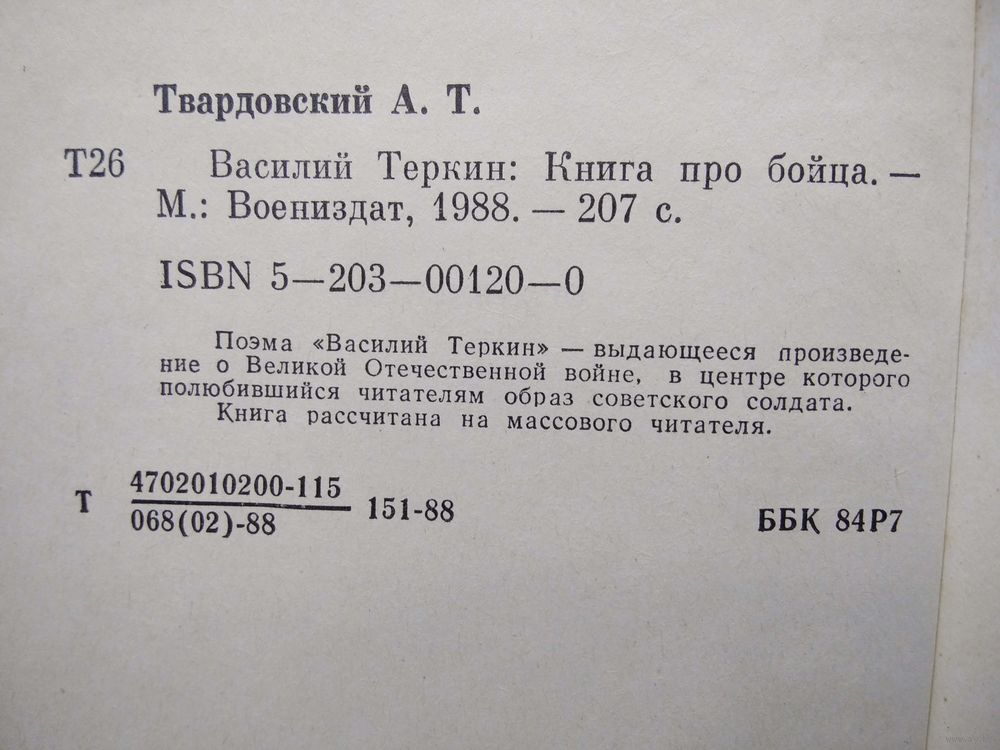 Твардовский А. Т.
Т26 Василий Теркин: Книга про бойца. —
М.: Воениздат, 1988. — 207 с.
ISBN 5—203—00120—0
Поэма «Василий Теркин» — выдающееся произведе-
ние о Великой Отечественной войне, в центре которого
полюбившийся читателям образ советского солдата.
Книга рассчитана на массового читателя.
Т 4702010200-115
068(02)-88 151-88
ББК 84Р7